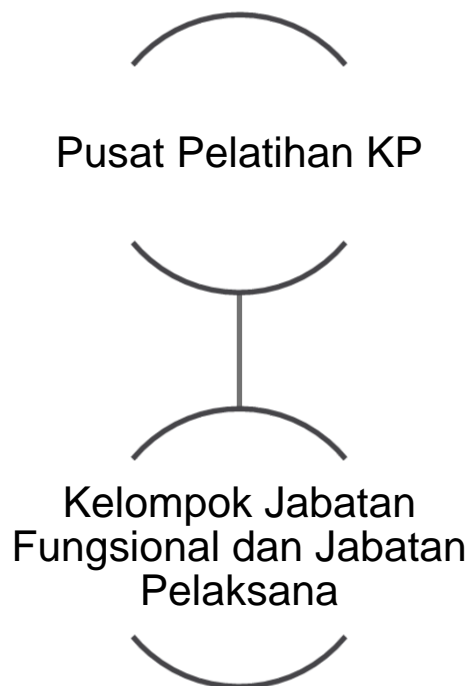 Pusat Pelatihan KP
Kelompok Jabatan
Fungsional dan Jabatan
Pelaksana